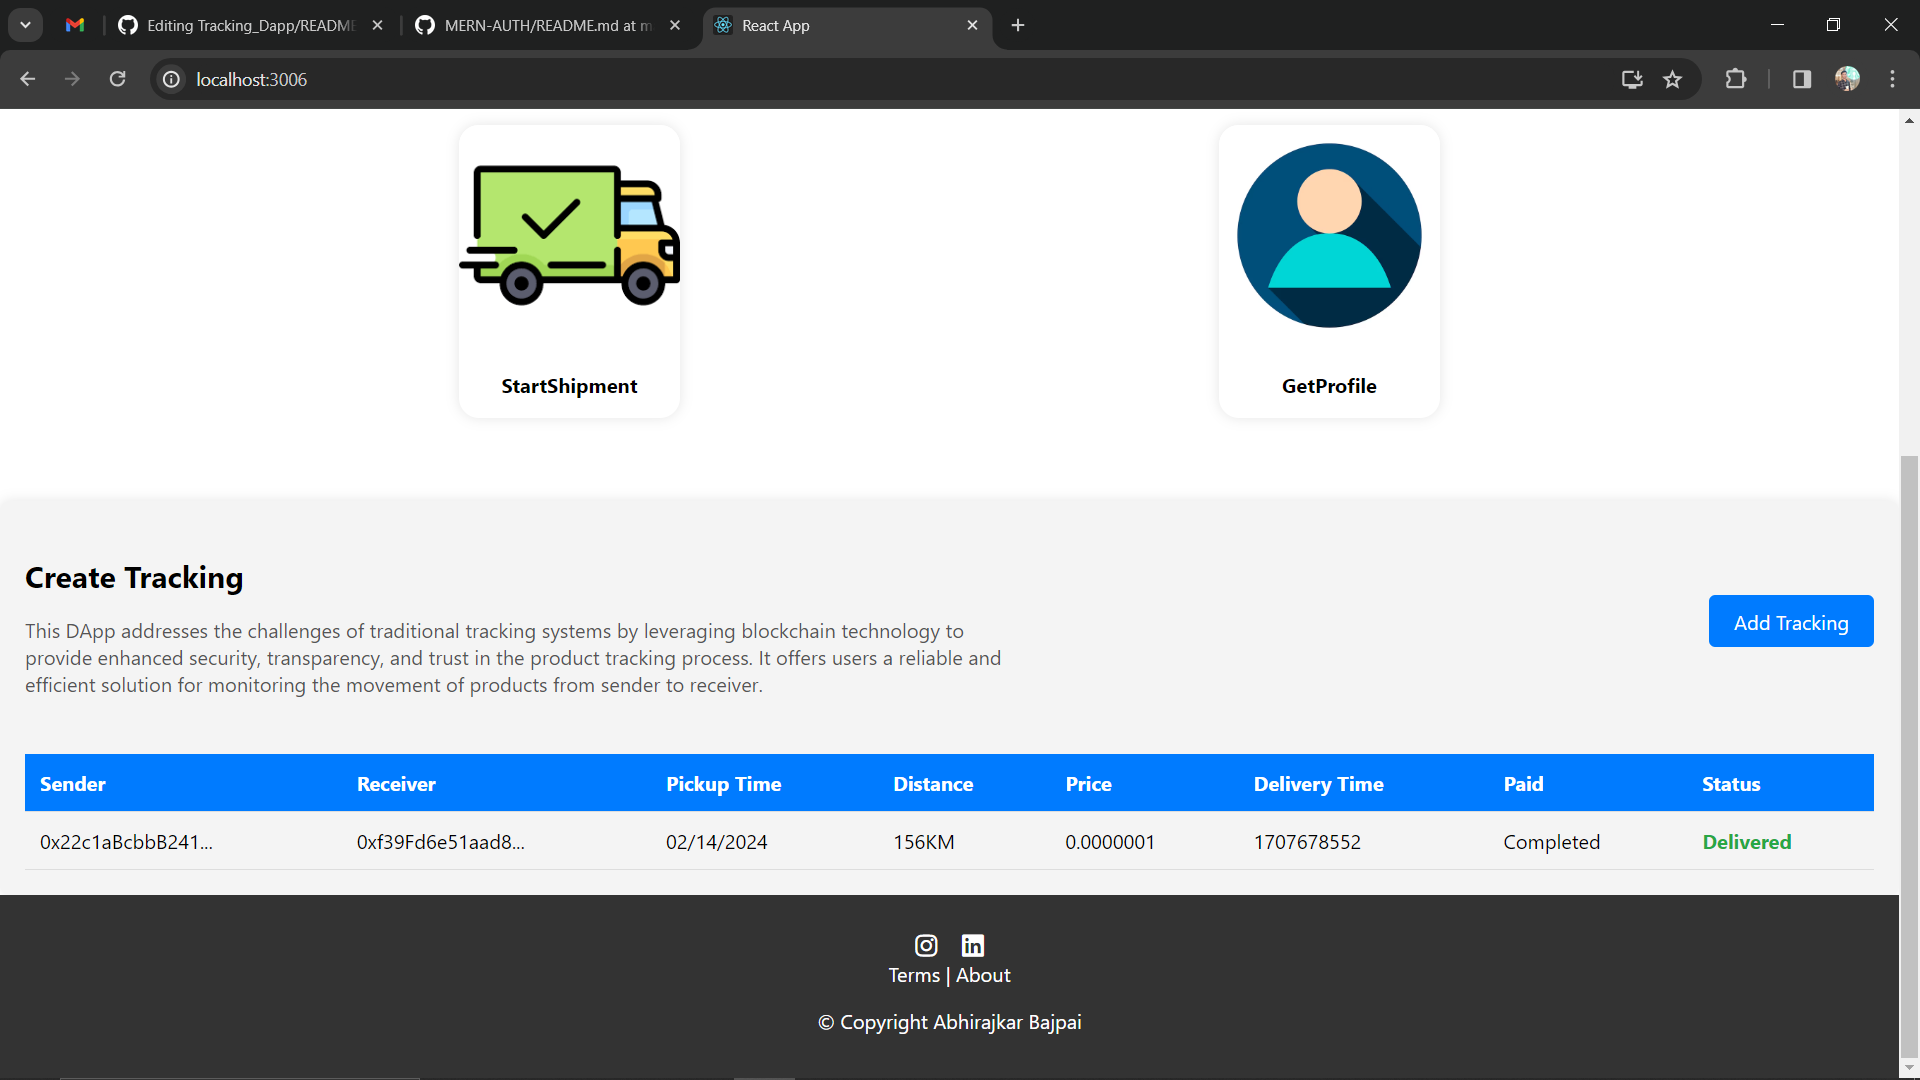 Editing Tracking_Dapp/README
MERN-AUTH/README.md at m
React App
localhost:3006
StartShipment
GetProfile
Create Tracking
This DApp addresses the challenges of traditional tracking systems by leveraging blockchain technology to
provide enhanced security, transparency, and trust in the product tracking process. It offers users a reliable and
efficient solution for monitoring the movement of products from sender to receiver.
Add Tracking
Sender Receiver Pickup Time Distance Price Delivery Time Paid Status
0x22c1aBcbbB241... 0xf39Fd6e51aad8... 02/14/2024 156KM 0.0000001 1707678552 Completed Delivered
Terms | About
© Copyright Abhirajkar Bajpai